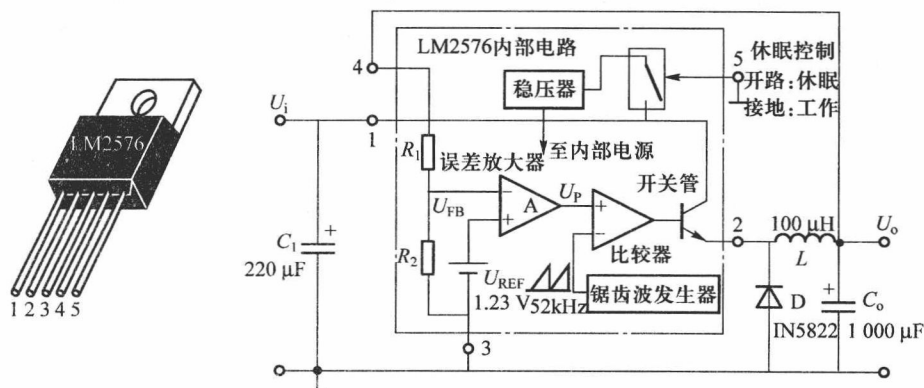 LM2576
1 2 3 4 5
LM2576内部电路
4
稳压器
5
休眠控制
开路:休眠
接地:工作
Ui
1
至内部电源
R1
误差放大器
UFB
A
UP
开关管
2
100 μH
L
Uo
C1
+
220 μF
R2
UREF
1.23 V
52kHz
比较器
锯齿波发生器
D
IN5822
+
Co
1 000 μF
3